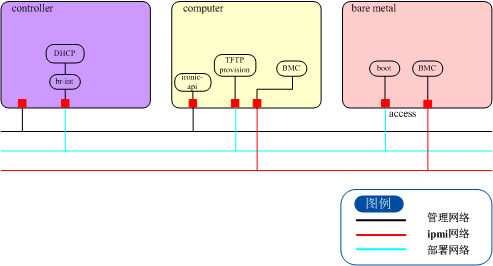 controller
computer
bare metal
DHCP
br-int
ironic-
api
TFTP
provision
BMC
boot
BMC
access
图例
管理网络
ipmi网络
部署网络